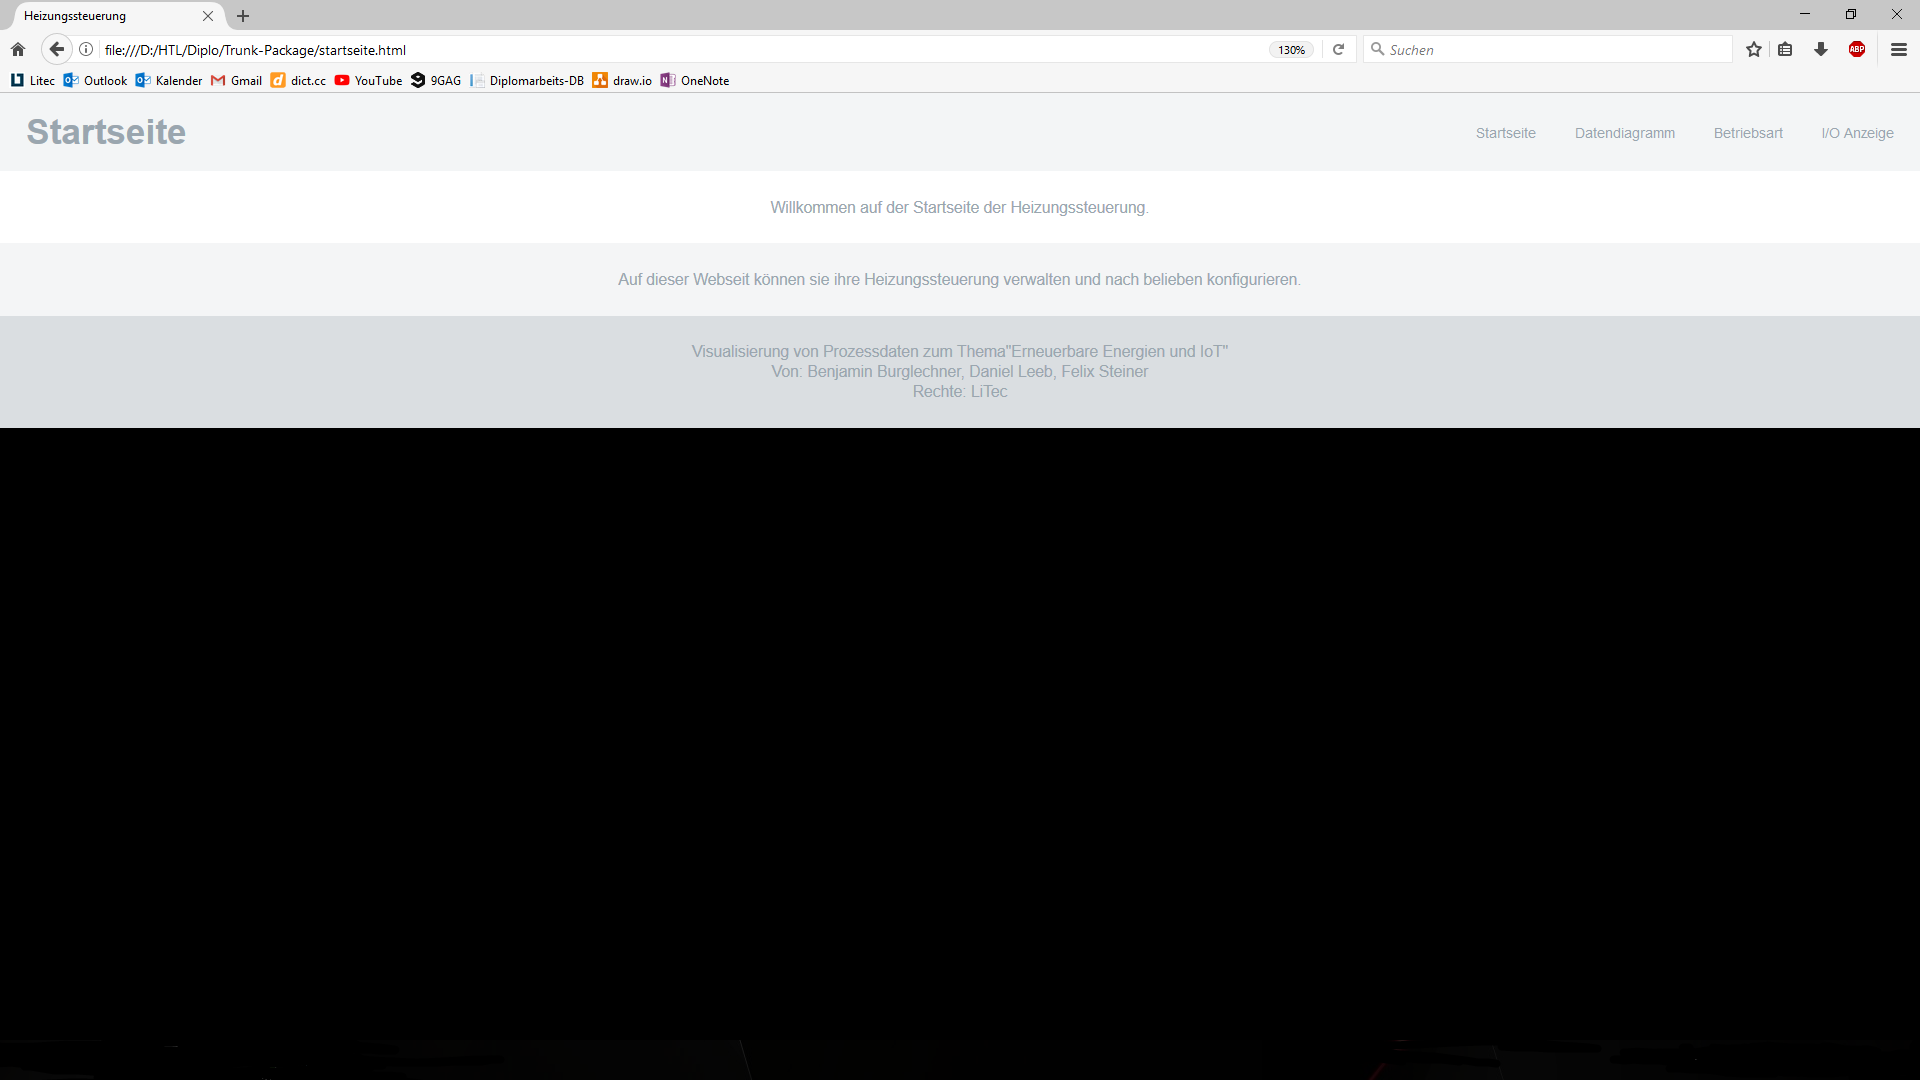 Heizungssteuerung
file:///D:/HTL/Diplo/Trunk-Package/startseite.html
130%
Suchen
ABP
Litec Outlook Kalender Gmail dict.cc YouTube 9GAG Diplomarbeits-DB draw.io OneNote
Startseite
Startseite Datendiagramm Betriebsart I/O Anzeige
Willkommen auf der Startseite der Heizungssteuerung.
Auf dieser Webseit können sie ihre Heizungssteuerung verwalten und nach belieben konfigurieren.
Visualisierung von Prozessdaten zum Thema"Erneuerbare Energien und IoT"
Von: Benjamin Burglechner, Daniel Leeb, Felix Steiner
Rechte: LiTec